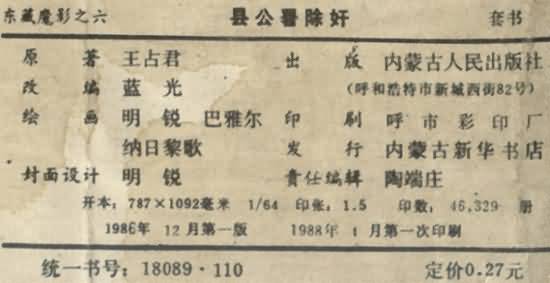 东藏魔影之六 县公署除奸 套书
原著 王占君 出版 内蒙古人民出版社
改编 蓝光 (呼和浩特市新城西街82号)
绘画 明锐 巴雅尔 印刷 呼市彩印厂
纳日黎歌 发行 内蒙古新华书店
封面设计 明锐 责任编辑 陶端庄
开本：787×1092毫米 1/64 印张：1.5 印数：46,329 册
1986年 12月第一版 1988年 1月第一次印刷
统一书号：18089·110 定价0.27元